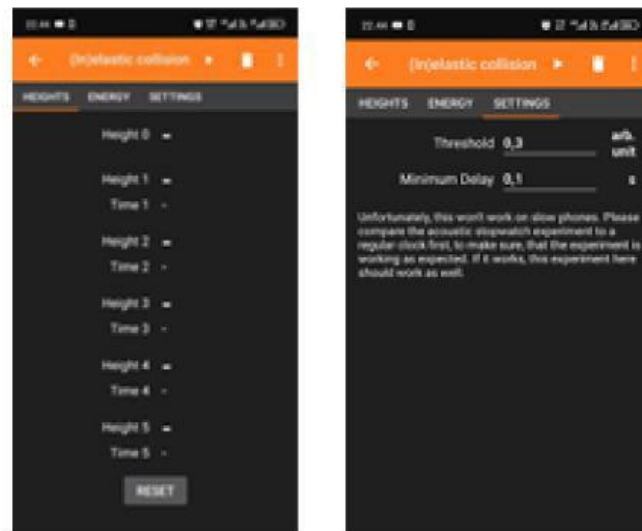 22.44
(In)elastic collision
HEIGHTS ENERGY SETTINGS
Height 0 -
Height 1 -
Time 1 -
Height 2 -
Time 2 -
Height 3 -
Time 3 -
Height 4 -
Time 4 -
Height 5 -
Time 5 -
RESET
22.44
(In)elastic collision
HEIGHTS ENERGY SETTINGS
Threshold 0,3 arb. unit
Minimum Delay 0,1 s
Unfortunately, this won't work on slow phones. Please
compare the acoustic stopwatch experiment to a
regular clock first, to make sure, that the experiment is
working as expected. If it works, this experiment here
should work as well.